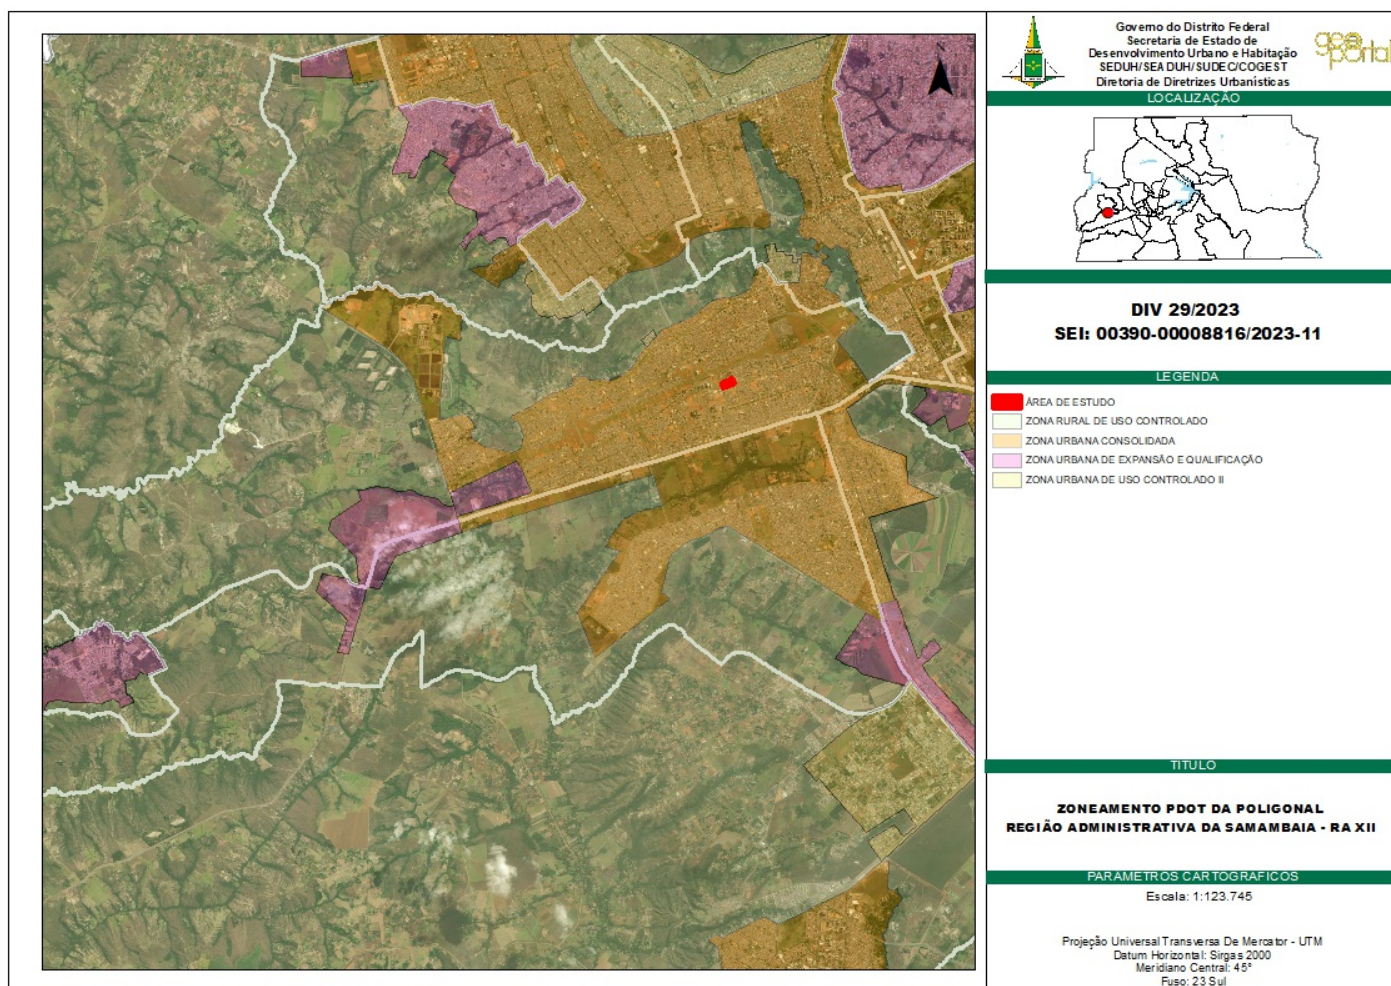 N
Governo do Distrito Federal
Secretaria de Estado de
Desenvolvimento Urbano e Habitação
SEDUH/SEADUH/SUDEC/COGEST
Diretoria de Diretrizes Urbanísticas
geo
portal
LOCALIZAÇÃO
DIV 29/2023
SEI: 00390-00008816/2023-11
LEGENDA
ÁREA DE ESTUDO
ZONA RURAL DE USO CONTROLADO
ZONA URBANA CONSOLIDADA
ZONA URBANA DE EXPANSÃO E QUALIFICAÇÃO
ZONA URBANA DE USO CONTROLADO II
TITULO
ZONEAMENTO PDOT DA POLIGONAL
REGIÃO ADMINISTRATIVA DA SAMAMBAIA - RA XII
PARAMETROS CARTOGRAFICOS
Escala: 1:123.745
Projeção Universal Transversa De Mercator - UTM
Datum Horizontal: Sirgas 2000
Meridiano Central: 45°
Fuso: 23 Sul